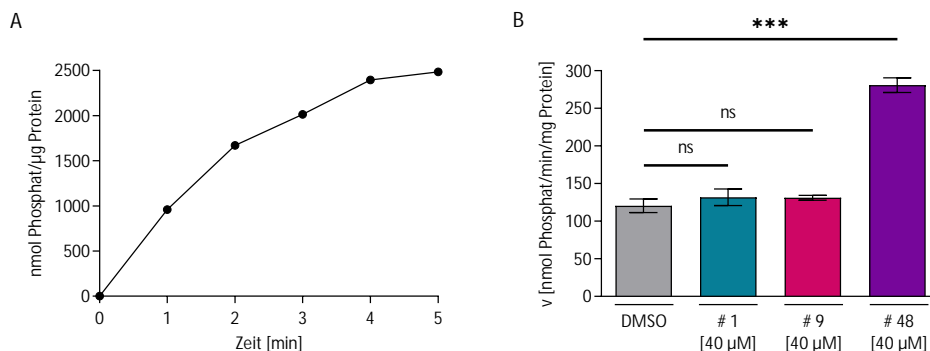 A
nmol Phosphat/µg Protein
2500
2000
1500
1000
500
0
0 1 2 3 4 5
Zeit [min]
B
v [nmol Phosphat/min/mg Protein]
300
250
200
150
100
50
0
***
ns
ns
DMSO # 1 # 9 # 48
[40 µM] [40 µM] [40 µM]